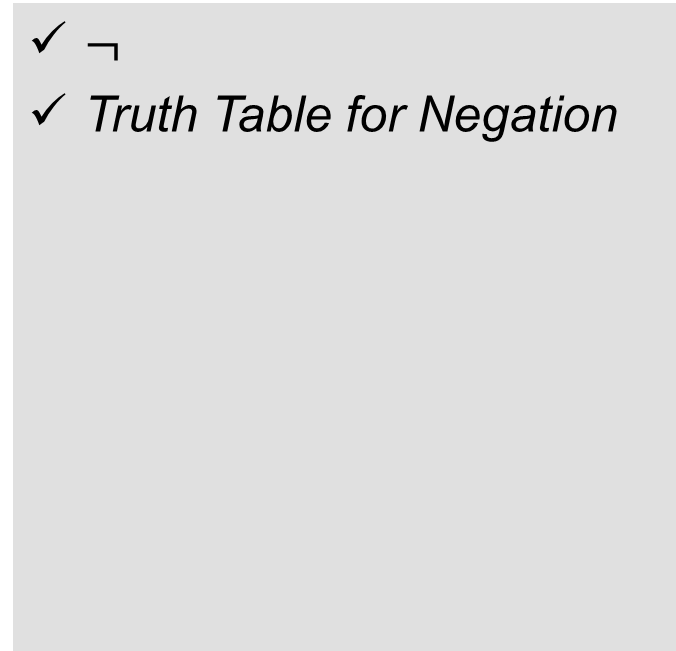 ✓ ¬
✓ Truth Table for Negation